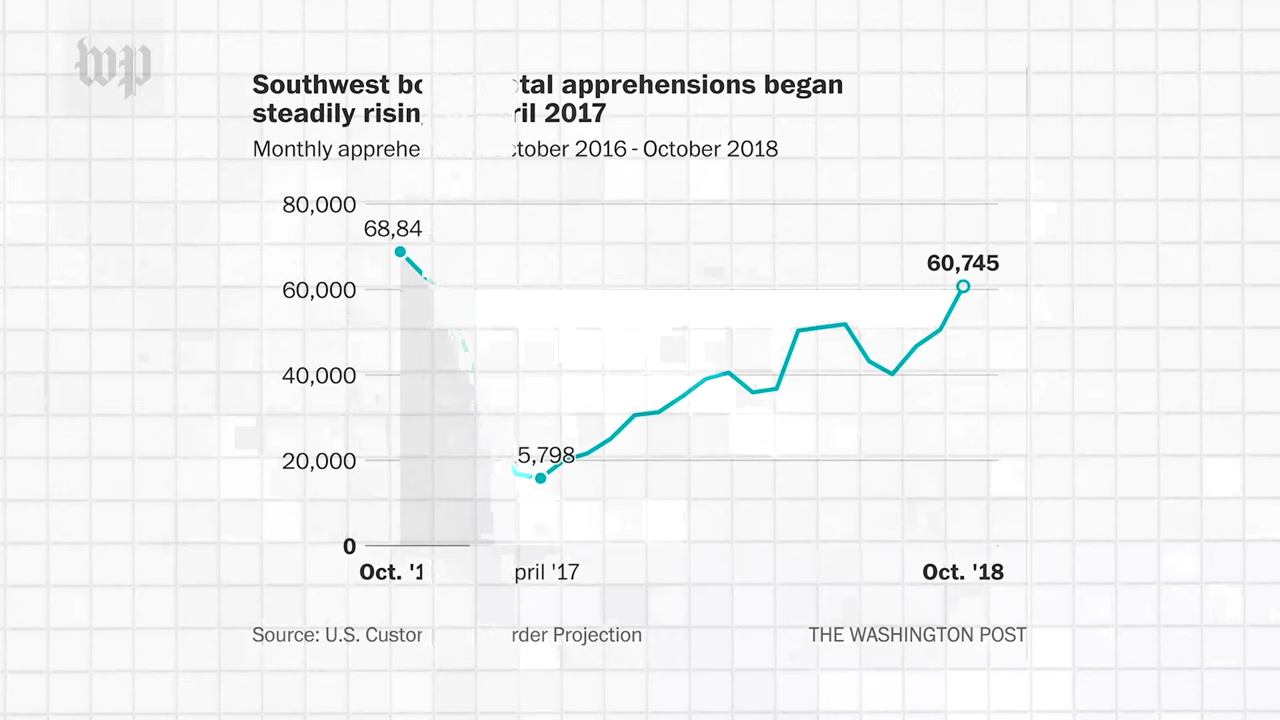 wp
Southwest bo tal apprehensions began
steadily risin ril 2017
Monthly apprehe tober 2016 - October 2018
80,000
68,84
60,745
60,000
40,000
5,798
20,000
0
Oct. '1 pril '17 Oct. '18
Source: U.S. Custor rder Projection THE WASHINGTON POST